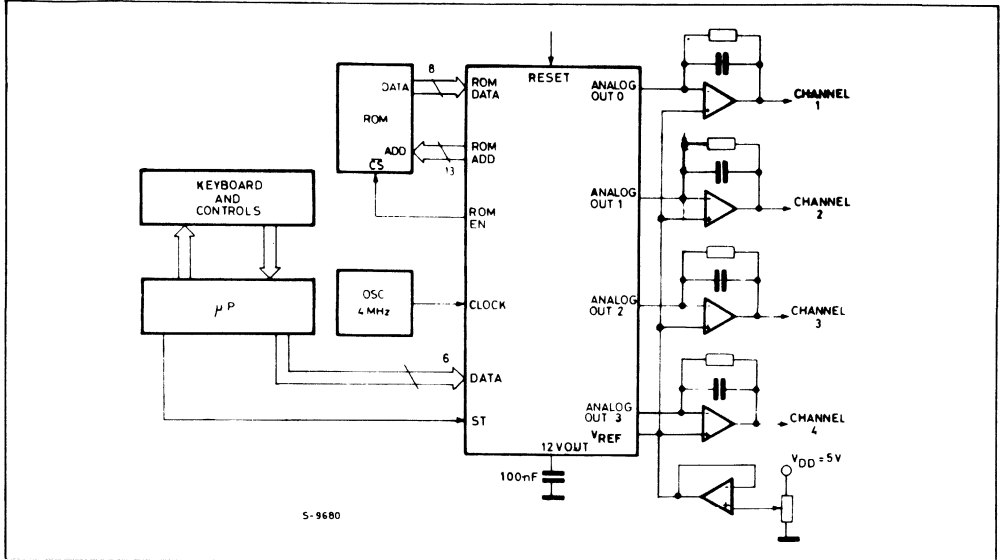 8
DATA
ROM
ADD
CS
13
ROM
DATA
ROM
ADD
ROM
EN
RESET
ANALOG
OUT 0
CHANNEL
1
KEYBOARD
AND
CONTROLS
ANALOG
OUT 1
CHANNEL
2
μP
OSC
4 MHz
CLOCK
ANALOG
OUT 2
CHANNEL
3
6
DATA
ST
ANALOG
OUT 3
VREF
12 VOUT
CHANNEL
4
100nF
VDD = 5V
S-9680